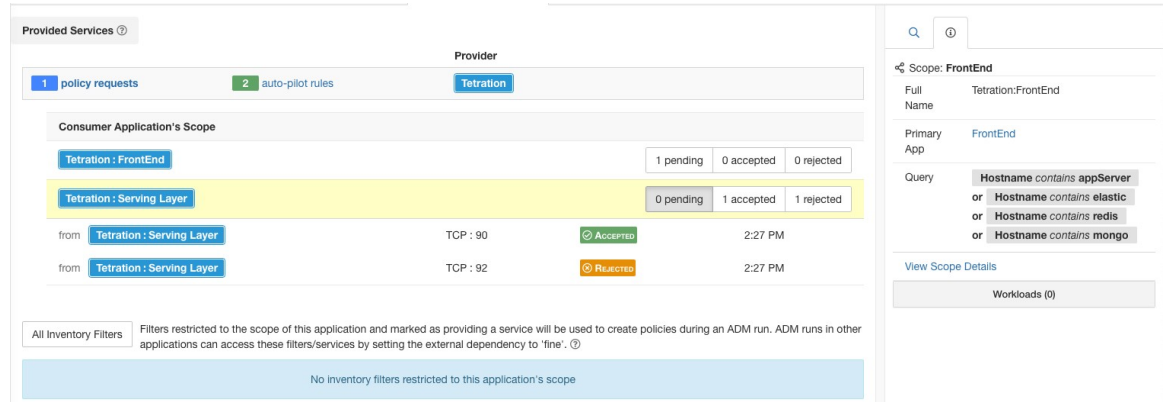 Provided Services
Provider
1 policy requests 2 auto-pilot rules Tetration
Consumer Application's Scope
Tetration : FrontEnd 1 pending 0 accepted 0 rejected
Tetration : Serving Layer 0 pending 1 accepted 1 rejected
from Tetration : Serving Layer TCP : 90 ACCEPTED 2:27 PM
from Tetration : Serving Layer TCP : 92 REJECTED 2:27 PM
All Inventory Filters
Filters restricted to the scope of this application and marked as providing a service will be used to create policies during an ADM run. ADM runs in other
applications can access these filters/services by setting the external dependency to 'fine'.
No inventory filters restricted to this application's scope
Scope: FrontEnd
Full Tetration:FrontEnd
Name
Primary FrontEnd
App
Query Hostname contains appServer
or Hostname contains elastic
or Hostname contains redis
or Hostname contains mongo
View Scope Details
Workloads (0)